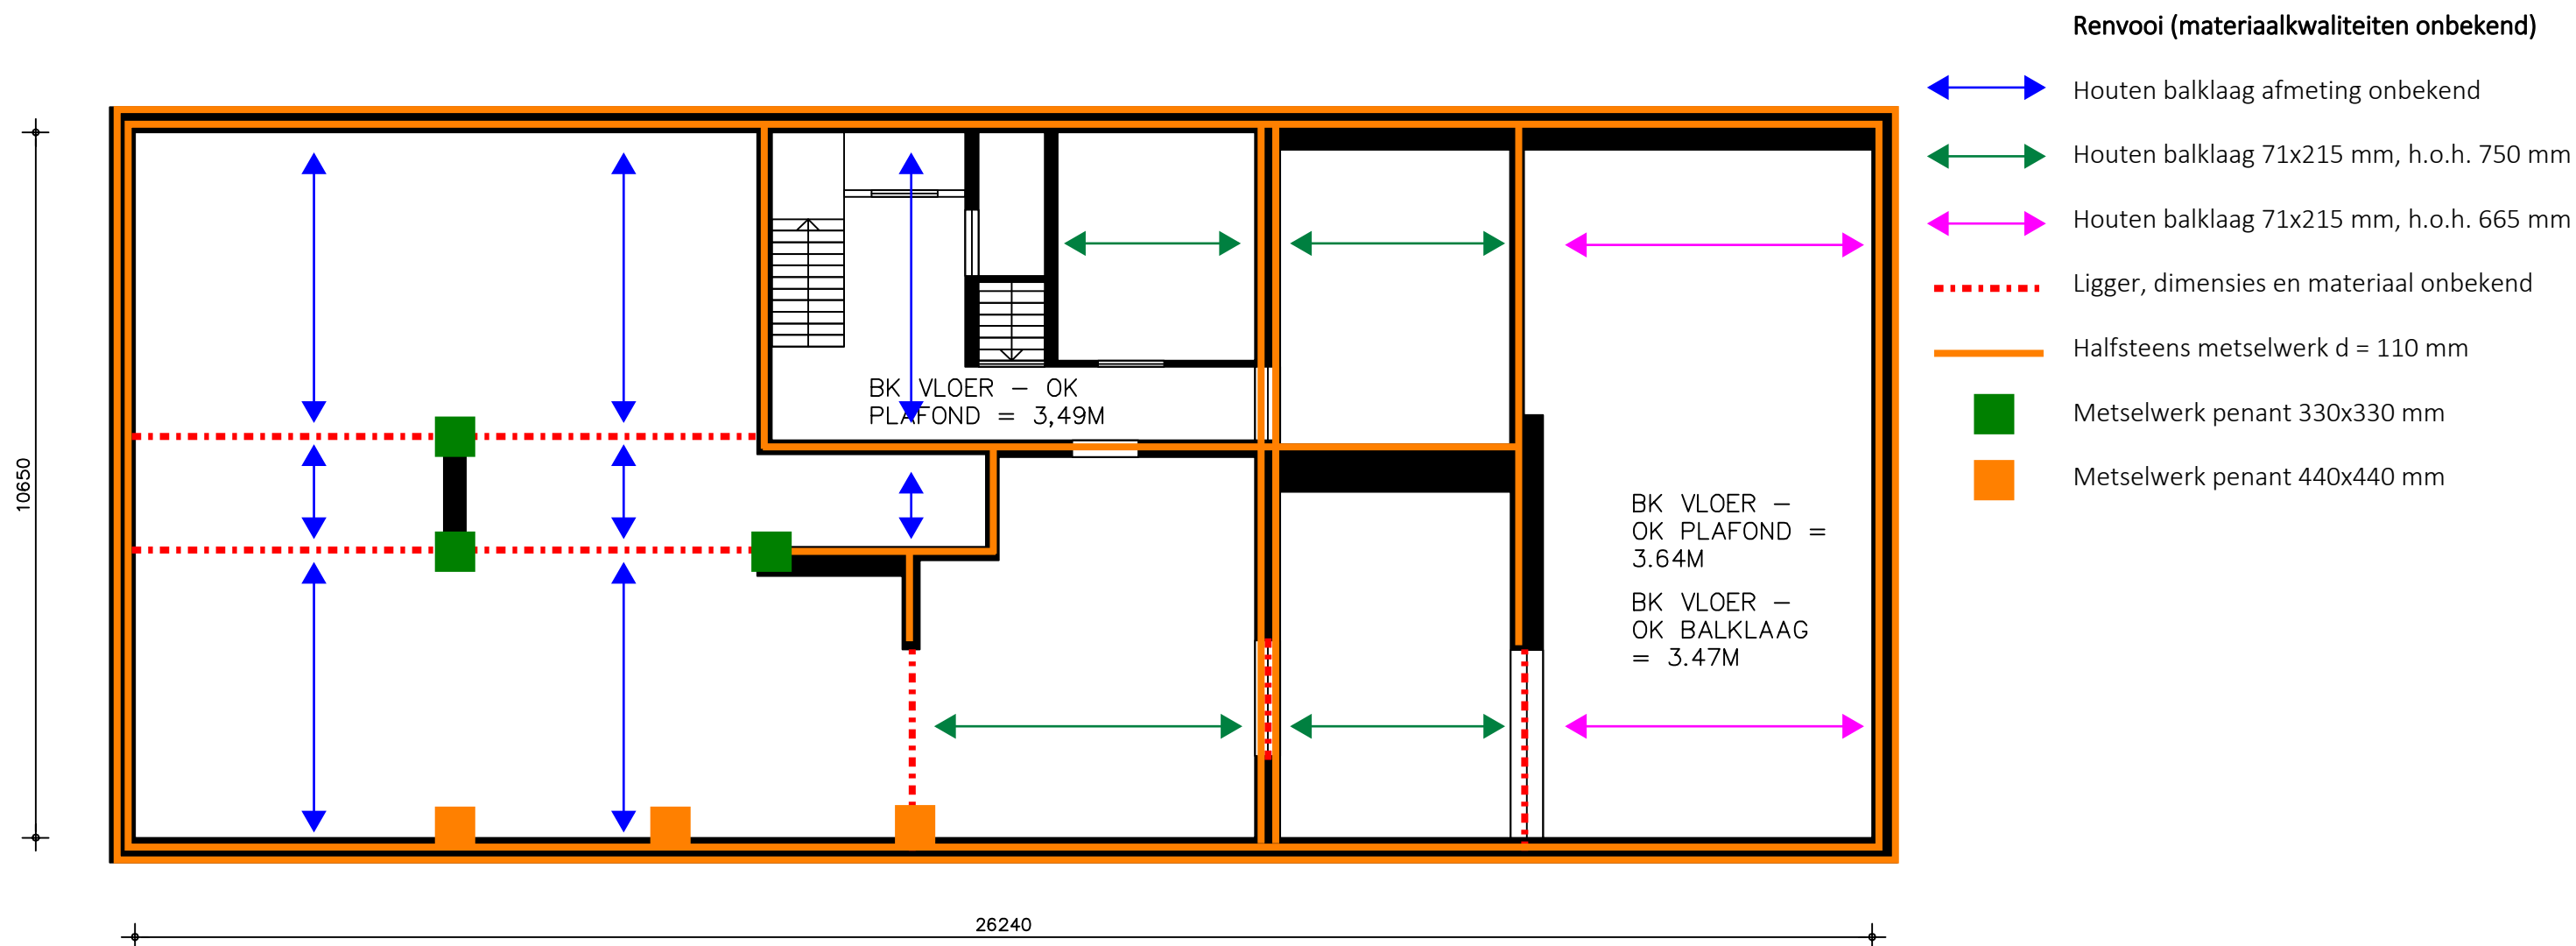 Renvooi (materiaalkwaliteiten onbekend)
Houten balklaag afmeting onbekend
Houten balklaag 71x215 mm, h.o.h. 750 mm
Houten balklaag 71x215 mm, h.o.h. 665 mm
Ligger, dimensies en materiaal onbekend
Halfsteens metselwerk d = 110 mm
Metselwerk penant 330x330 mm
Metselwerk penant 440x440 mm
BK VLOER – OK
PLAFOND = 3,49M
10650
BK VLOER –
OK PLAFOND =
3.64M
BK VLOER –
OK BALKLAAG
= 3.47M
26240